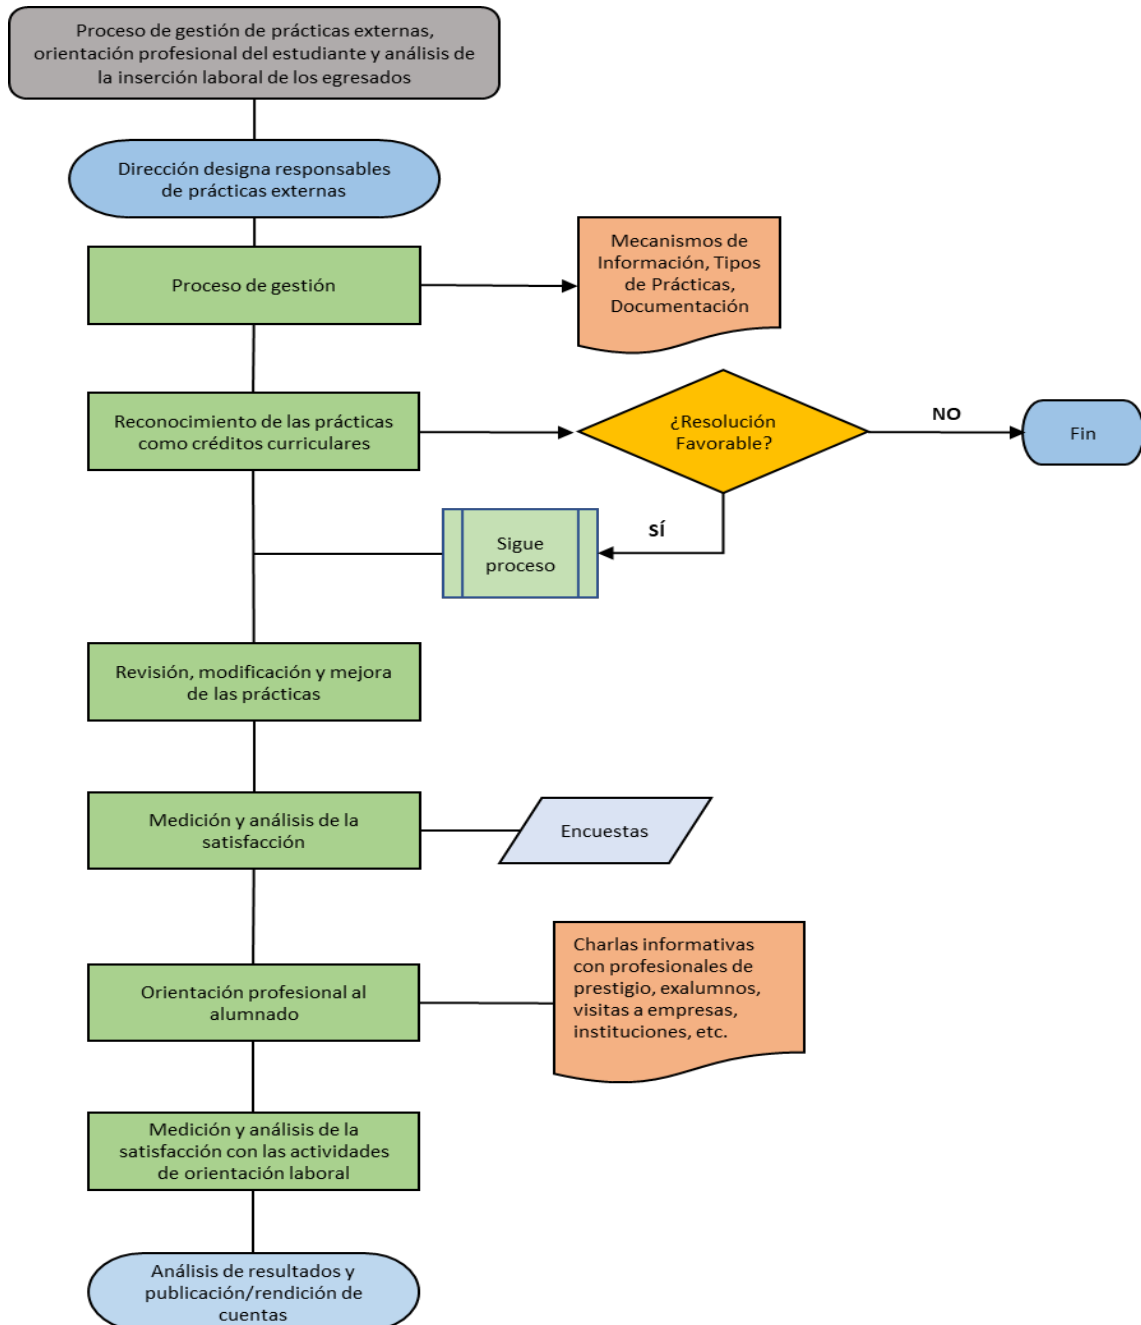 Proceso de gestión de prácticas externas,
orientación profesional del estudiante y análisis de
la inserción laboral de los egresados
Dirección designa responsables
de prácticas externas
Proceso de gestión
Mecanismos de
Información, Tipos
de Prácticas,
Documentación
Reconocimiento de las prácticas
como créditos curriculares
¿Resolución
Favorable?
NO
Fin
SÍ
Sigue
proceso
Revisión, modificación y mejora
de las prácticas
Medición y análisis de la
satisfacción
Encuestas
Orientación profesional al
alumnado
Charlas informativas
con profesionales de
prestigio, exalumnos,
visitas a empresas,
instituciones, etc.
Medición y análisis de la
satisfacción con las actividades
de orientación laboral
Análisis de resultados y
publicación/rendición de
cuentas